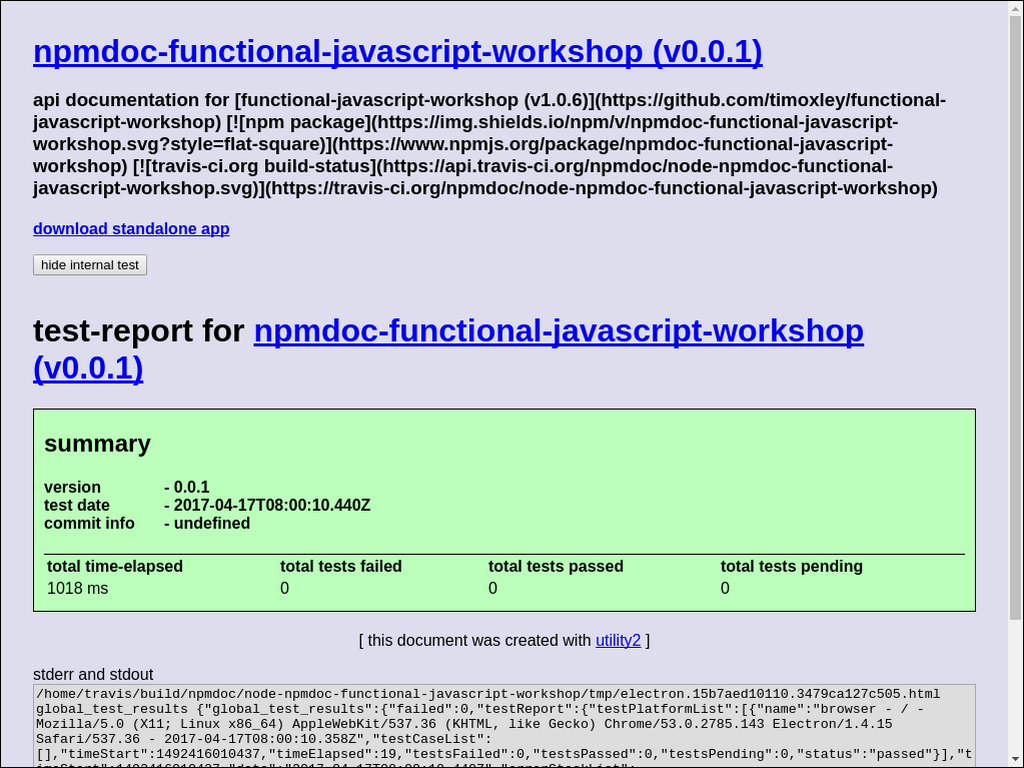 npmdoc-functional-javascript-workshop (v0.0.1)
api documentation for [functional-javascript-workshop (v1.0.6)](https://github.com/timoxley/functional-
javascript-workshop) [![npm package](https://img.shields.io/npm/v/npmdoc-functional-javascript-
workshop.svg?style=flat-square)](https://www.npmjs.org/package/npmdoc-functional-javascript-
workshop) [![travis-ci.org build-status](https://api.travis-ci.org/npmdoc/node-npmdoc-functional-
javascript-workshop.svg)](https://travis-ci.org/npmdoc/node-npmdoc-functional-javascript-workshop)
download standalone app
hide internal test
test-report for npmdoc-functional-javascript-workshop
(v0.0.1)
summary
version - 0.0.1
test date - 2017-04-17T08:00:10.440Z
commit info - undefined
total time-elapsed total tests failed total tests passed total tests pending
1018 ms 0 0 0
[ this document was created with utility2 ]
stderr and stdout
/home/travis/build/npmdoc/node-npmdoc-functional-javascript-workshop/tmp/electron.15b7aed10110.3479ca127c505.html
global_test_results {"global_test_results":{"failed":0,"testReport":{"testPlatformList":[{"name":"browser - / -
Mozilla/5.0 (X11; Linux x86_64) AppleWebKit/537.36 (KHTML, like Gecko) Chrome/53.0.2785.143 Electron/1.4.15
Safari/537.36 - 2017-04-17T08:00:10.358Z","testCaseList":
[],"timeStart":1492416010437,"timeElapsed":19,"testsFailed":0,"testsPassed":0,"testsPending":0,"status":"passed"}],"t